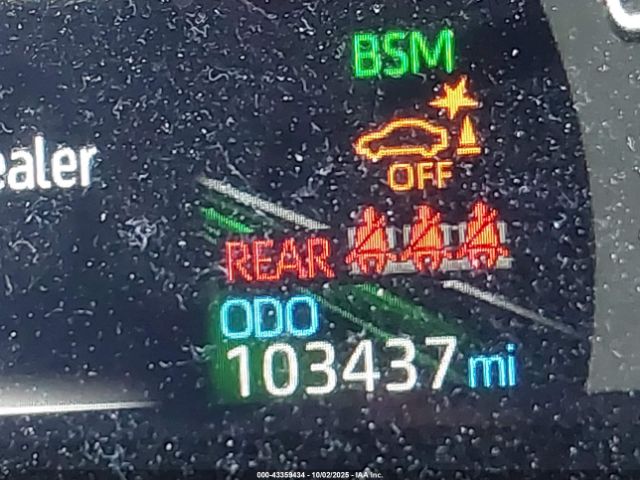 BSM
OFF
ealer
REAR
ODO
103437 mi
000-43359434 - 10/02/2025 - IAA Inc.